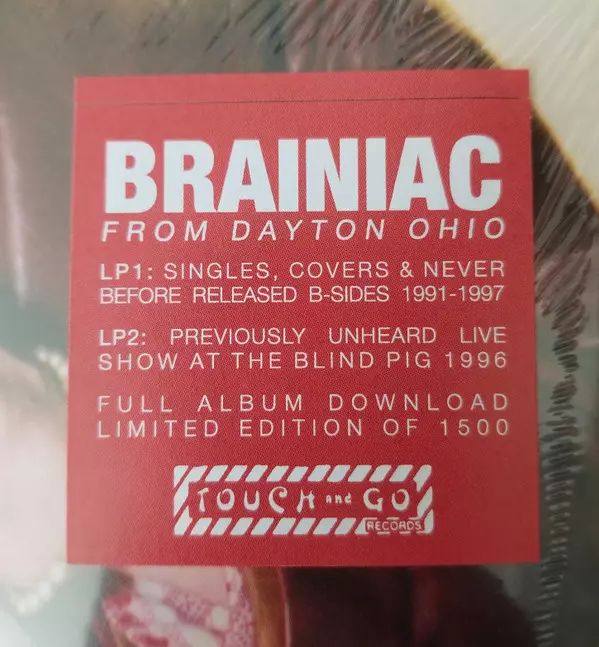 BRAINIAC
FROM DAYTON OHIO
LP1: SINGLES, COVERS & NEVER
BEFORE RELEASED B-SIDES 1991-1997
LP2: PREVIOUSLY UNHEARD LIVE
SHOW AT THE BLIND PIG 1996
FULL ALBUM DOWNLOAD
LIMITED EDITION OF 1500
TOUCH and GO
RECORDS